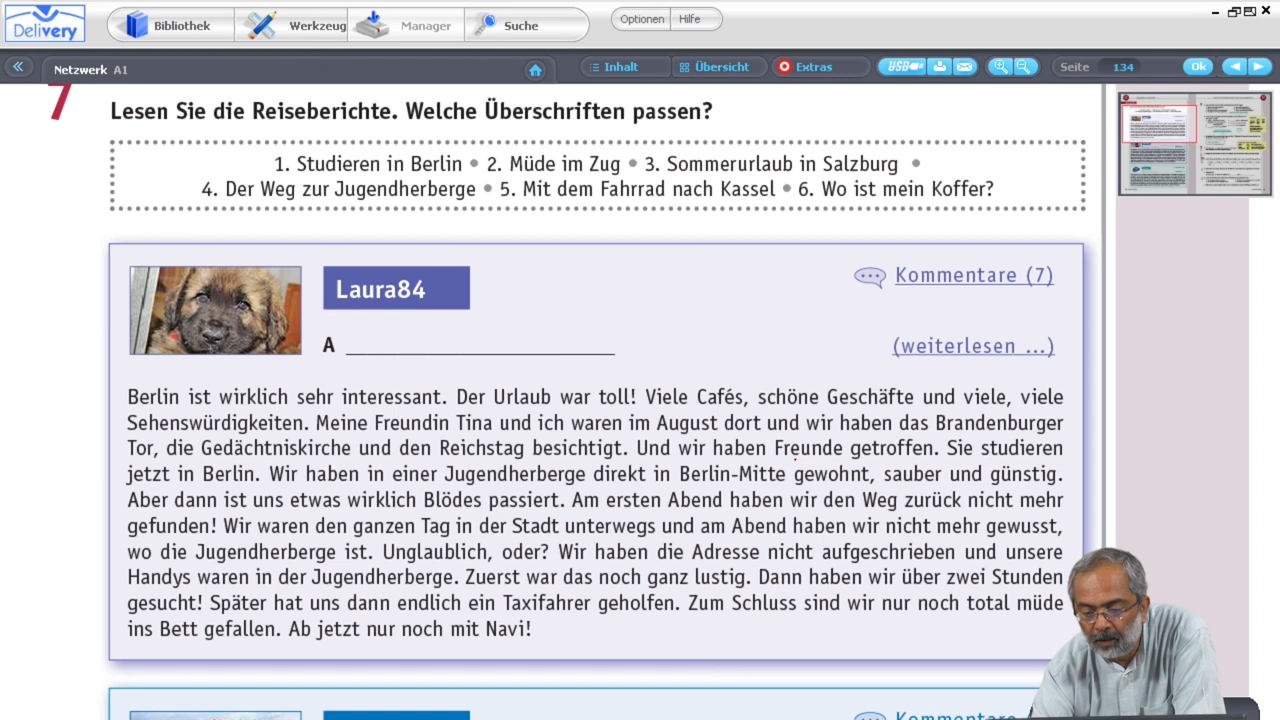 Delivery
Bibliothek
Werkzeug
Manager
Suche
Optionen
Hilfe
Netzwerk A1
Inhalt
Übersicht
Extras
USB
Seite
134
Ok
7
Lesen Sie die Reiseberichte. Welche Überschriften passen?
1. Studieren in Berlin • 2. Müde im Zug • 3. Sommerurlaub in Salzburg •
4. Der Weg zur Jugendherberge • 5. Mit dem Fahrrad nach Kassel • 6. Wo ist mein Koffer?
Laura84
Kommentare (7)
A ______________________
(weiterlesen ...)
Berlin ist wirklich sehr interessant. Der Urlaub war toll! Viele Cafés, schöne Geschäfte und viele, viele
Sehenswürdigkeiten. Meine Freundin Tina und ich waren im August dort und wir haben das Brandenburger
Tor, die Gedächtniskirche und den Reichstag besichtigt. Und wir haben Freunde getroffen. Sie studieren
jetzt in Berlin. Wir haben in einer Jugendherberge direkt in Berlin-Mitte gewohnt, sauber und günstig.
Aber dann ist uns etwas wirklich Blödes passiert. Am ersten Abend haben wir den Weg zurück nicht mehr
gefunden! Wir waren den ganzen Tag in der Stadt unterwegs und am Abend haben wir nicht mehr gewusst,
wo die Jugendherberge ist. Unglaublich, oder? Wir haben die Adresse nicht aufgeschrieben und unsere
Handys waren in der Jugendherberge. Zuerst war das noch ganz lustig. Dann haben wir über zwei Stunden
gesucht! Später hat uns dann endlich ein Taxifahrer geholfen. Zum Schluss sind wir nur noch total müde
ins Bett gefallen. Ab jetzt nur noch mit Navi!